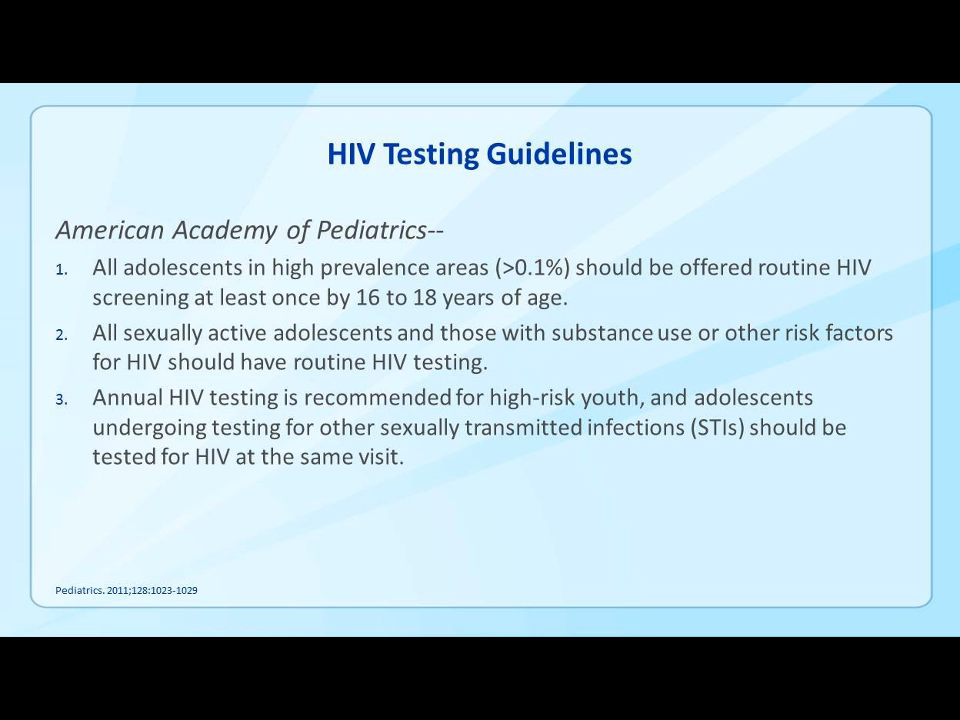 HIV Testing Guidelines
American Academy of Pediatrics--
1. All adolescents in high prevalence areas (>0.1%) should be offered routine HIV
screening at least once by 16 to 18 years of age.
2. All sexually active adolescents and those with substance use or other risk factors
for HIV should have routine HIV testing.
3. Annual HIV testing is recommended for high-risk youth, and adolescents
undergoing testing for other sexually transmitted infections (STIs) should be
tested for HIV at the same visit.
Pediatrics. 2011;128:1023-1029